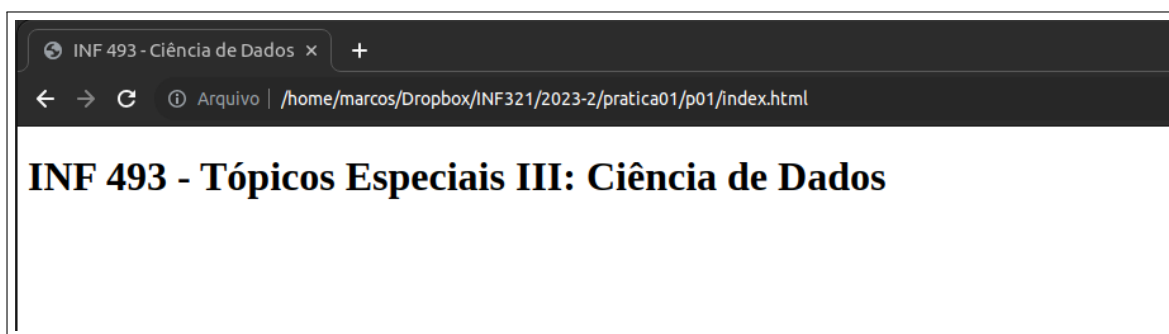 INF 493 - Ciência de Dados
Arquivo | /home/marcos/Dropbox/INF321/2023-2/pratica01/p01/index.html
INF 493 - Tópicos Especiais III: Ciência de Dados